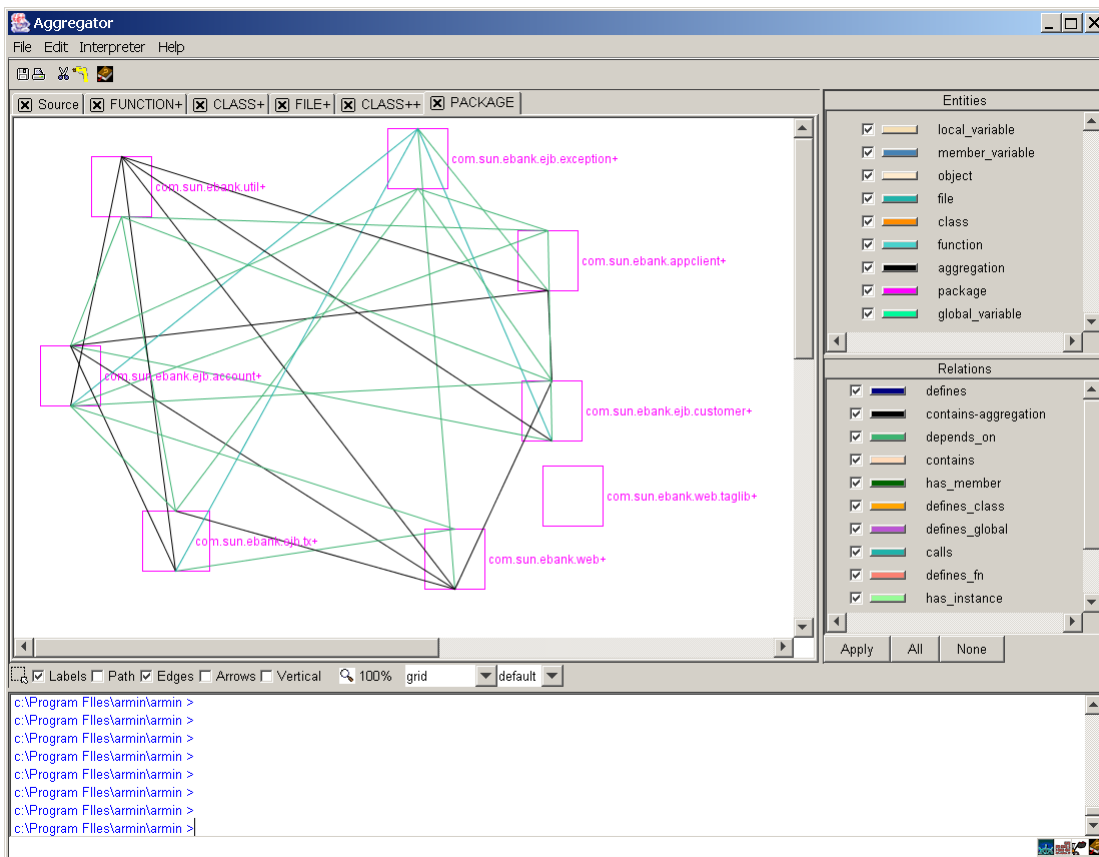 Aggregator
File Edit Interpreter Help
Source FUNCTION+ CLASS+ FILE+ CLASS++ PACKAGE
com.sun.ebank.ejb.exception+
com.sun.ebank.util+
com.sun.ebank.appclient+
com.sun.ebank.ejb.account+
com.sun.ebank.ejb.customer+
com.sun.ebank.web.taglib+
com.sun.ebank.ejb.tx+
com.sun.ebank.web+
Entities
local_variable
member_variable
object
file
class
function
aggregation
package
global_variable
Relations
defines
contains-aggregation
depends_on
contains
has_member
defines_class
defines_global
calls
defines_fn
has_instance
Apply All None
Labels Path Edges Arrows Vertical 100% grid default
c:\Program FIles\armin\armin >
c:\Program FIles\armin\armin >
c:\Program FIles\armin\armin >
c:\Program FIles\armin\armin >
c:\Program FIles\armin\armin >
c:\Program FIles\armin\armin >
c:\Program FIles\armin\armin >
c:\Program FIles\armin\armin >